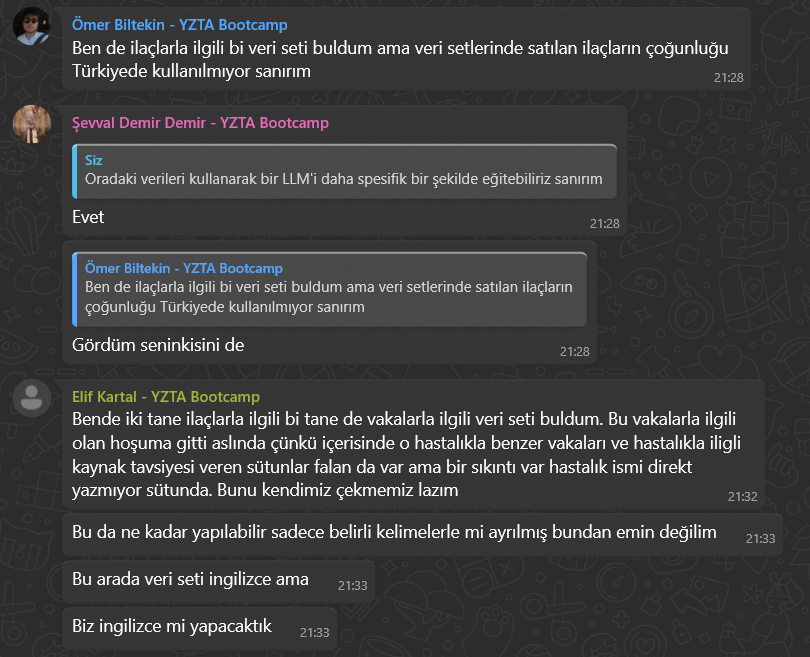 Ömer Biltekin - YZTA Bootcamp
Ben de ilaçlarla ilgili bi veri seti buldum ama veri setlerinde satılan ilaçların çoğunluğu
Türkiyede kullanılmıyor sanırım
21:28
Şevval Demir Demir - YZTA Bootcamp
Siz
Oradaki verileri kullanarak bir LLM'i daha spesifik bir şekilde eğitebiliriz sanırım
Evet
21:28
Ömer Biltekin - YZTA Bootcamp
Ben de ilaçlarla ilgili bi veri seti buldum ama veri setlerinde satılan ilaçların
çoğunluğu Türkiyede kullanılmıyor sanırım
Gördüm seninkisini de
21:28
Elif Kartal - YZTA Bootcamp
Bende iki tane ilaçlarla ilgili bi tane de vakalarla ilgili veri seti buldum. Bu vakalarla ilgili
olan hoşuma gitti aslında çünkü içerisinde o hastalıkla benzer vakaları ve hastalıkla iligli
kaynak tavsiyesi veren sütunlar falan da var ama bir sıkıntı var hastalık ismi direkt
yazmıyor sütunda. Bunu kendimiz çekmemiz lazım
21:32
Bu da ne kadar yapılabilir sadece belirli kelimelerle mi ayrılmış bundan emin değilim
21:33
Bu arada veri seti ingilizce ama
21:33
Biz ingilizce mi yapacaktık
21:33